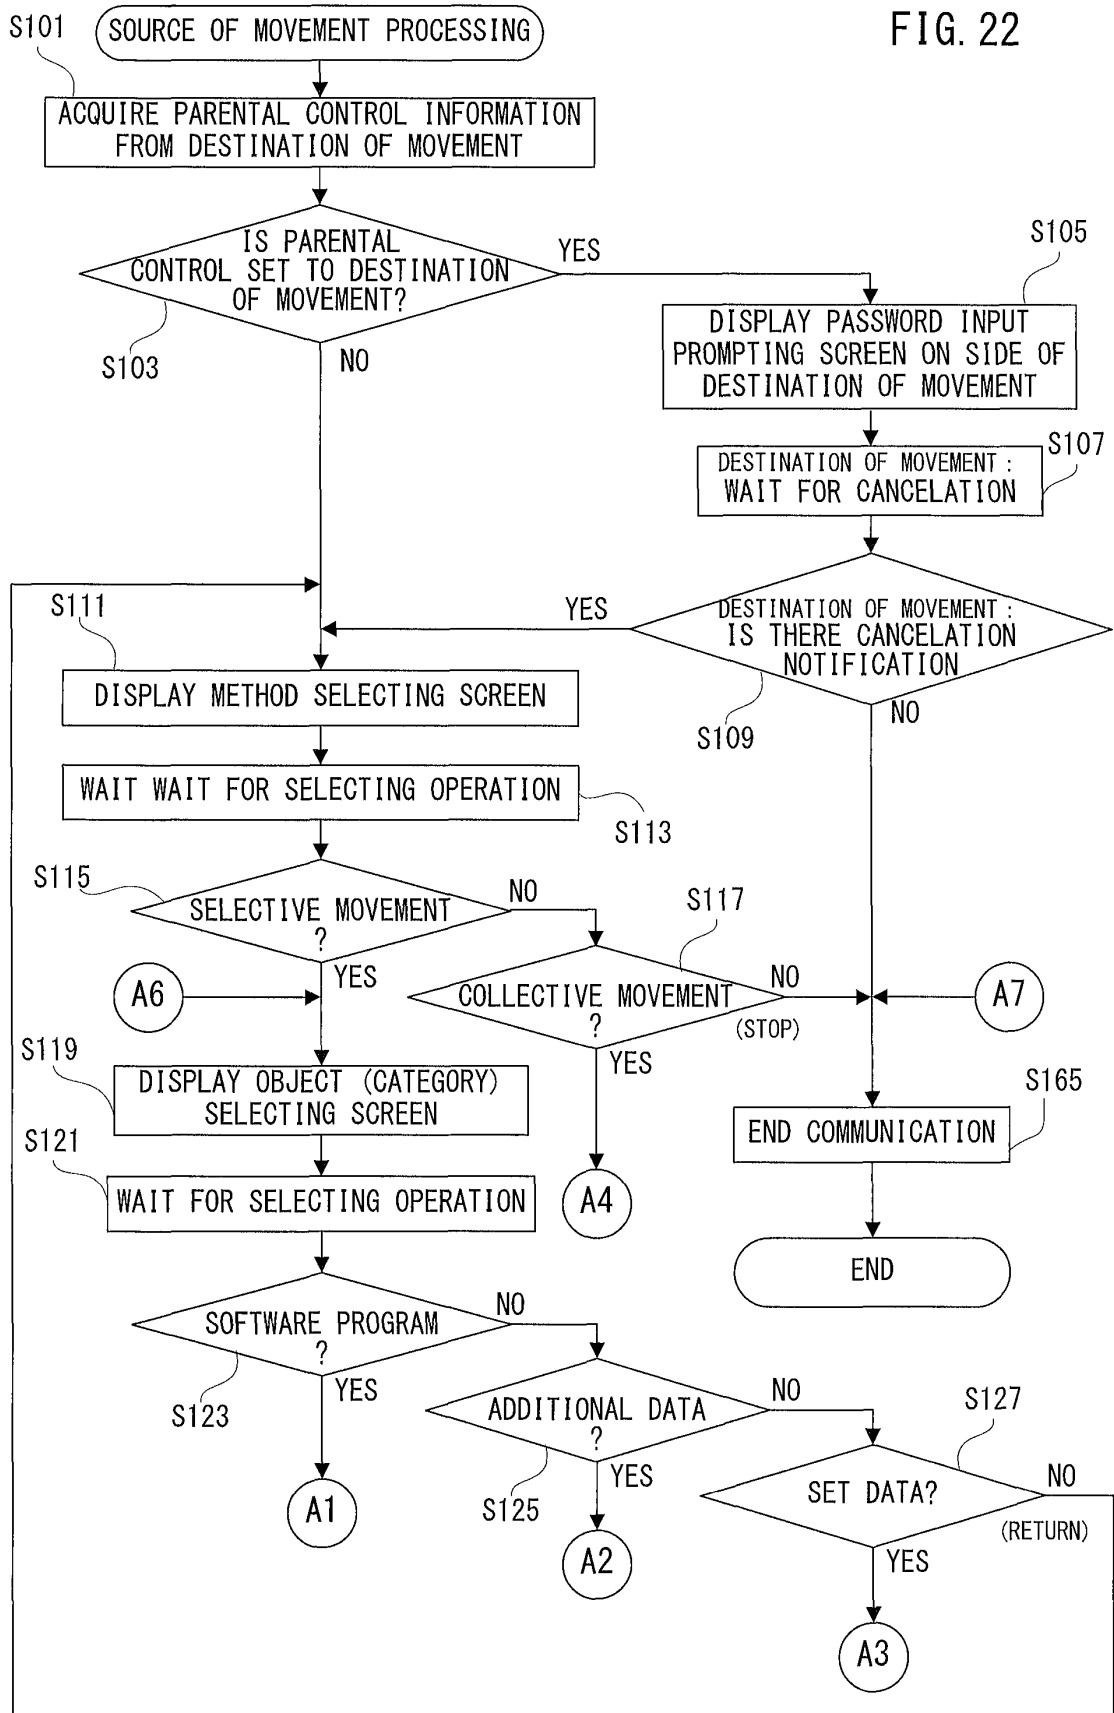 FIG. 22
S101
SOURCE OF MOVEMENT PROCESSING
ACQUIRE PARENTAL CONTROL INFORMATION
FROM DESTINATION OF MOVEMENT
IS PARENTAL
CONTROL SET TO DESTINATION
OF MOVEMENT?
YES
S103
NO
S105
DISPLAY PASSWORD INPUT
PROMPTING SCREEN ON SIDE OF
DESTINATION OF MOVEMENT
S107
DESTINATION OF MOVEMENT:
WAIT FOR CANCELATION
DESTINATION OF MOVEMENT:
IS THERE CANCELATION
NOTIFICATION
YES
S109
NO
S111
DISPLAY METHOD SELECTING SCREEN
WAIT WAIT FOR SELECTING OPERATION
S113
S115
SELECTIVE MOVEMENT
?
NO
YES
S117
COLLECTIVE MOVEMENT
?
NO
(STOP)
YES
A6
A7
S119
DISPLAY OBJECT (CATEGORY)
SELECTING SCREEN
S165
END COMMUNICATION
S121
WAIT FOR SELECTING OPERATION
A4
END
SOFTWARE PROGRAM
?
NO
YES
S123
ADDITIONAL DATA
?
NO
YES
S125
S127
SET DATA?
NO
(RETURN)
YES
A1
A2
A3